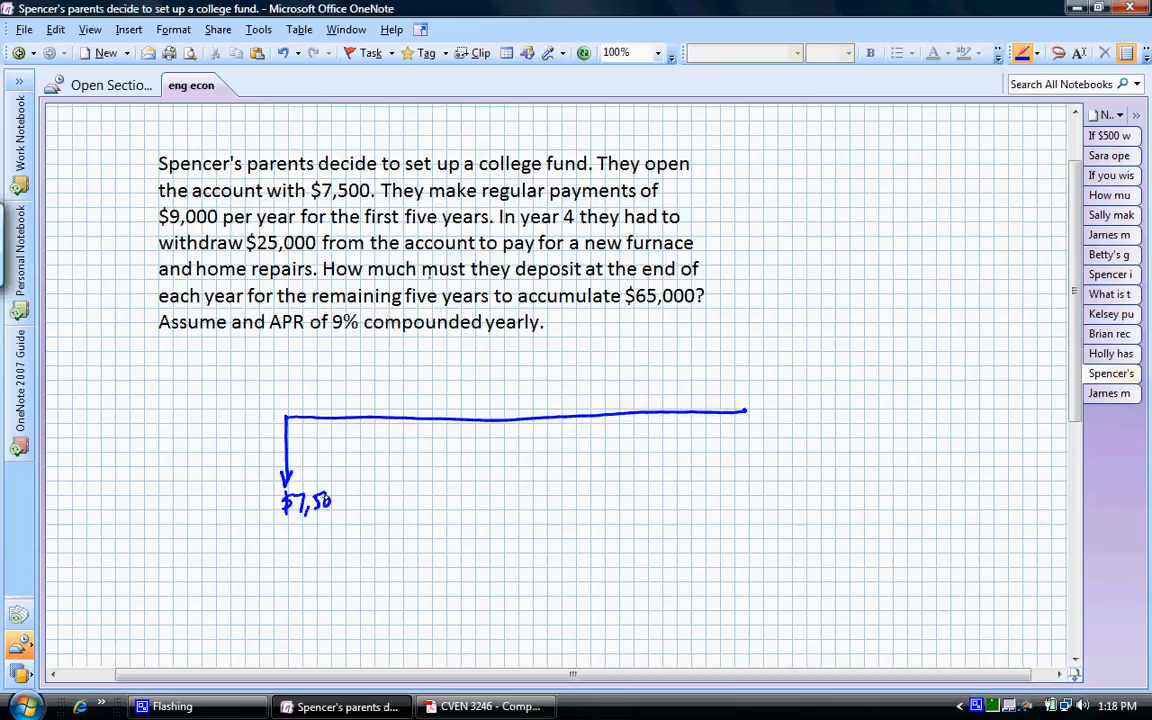 Spencer's parents decide to set up a college fund. - Microsoft Office OneNote
File Edit View Insert Format Share Tools Table Window Help
New Task Tag Clip 100% B
Open Sectio... eng econ Search All Notebooks
Work Notebook
Personal Notebook
OneNote 2007 Guide
Spencer's parents decide to set up a college fund. They open
the account with $7,500. They make regular payments of
$9,000 per year for the first five years. In year 4 they had to
withdraw $25,000 from the account to pay for a new furnace
and home repairs. How much must they deposit at the end of
each year for the remaining five years to accumulate $65,000?
Assume and APR of 9% compounded yearly.
$7,50
N..
If $500 w
Sara ope
If you wis
How mu
Sally mak
James m
Betty's g
Spencer i
What is t
Kelsey pu
Brian rec
Holly has
Spencer's
James m
Flashing Spencer's parents d... CVEN 3246 - Comp... 1:18 PM